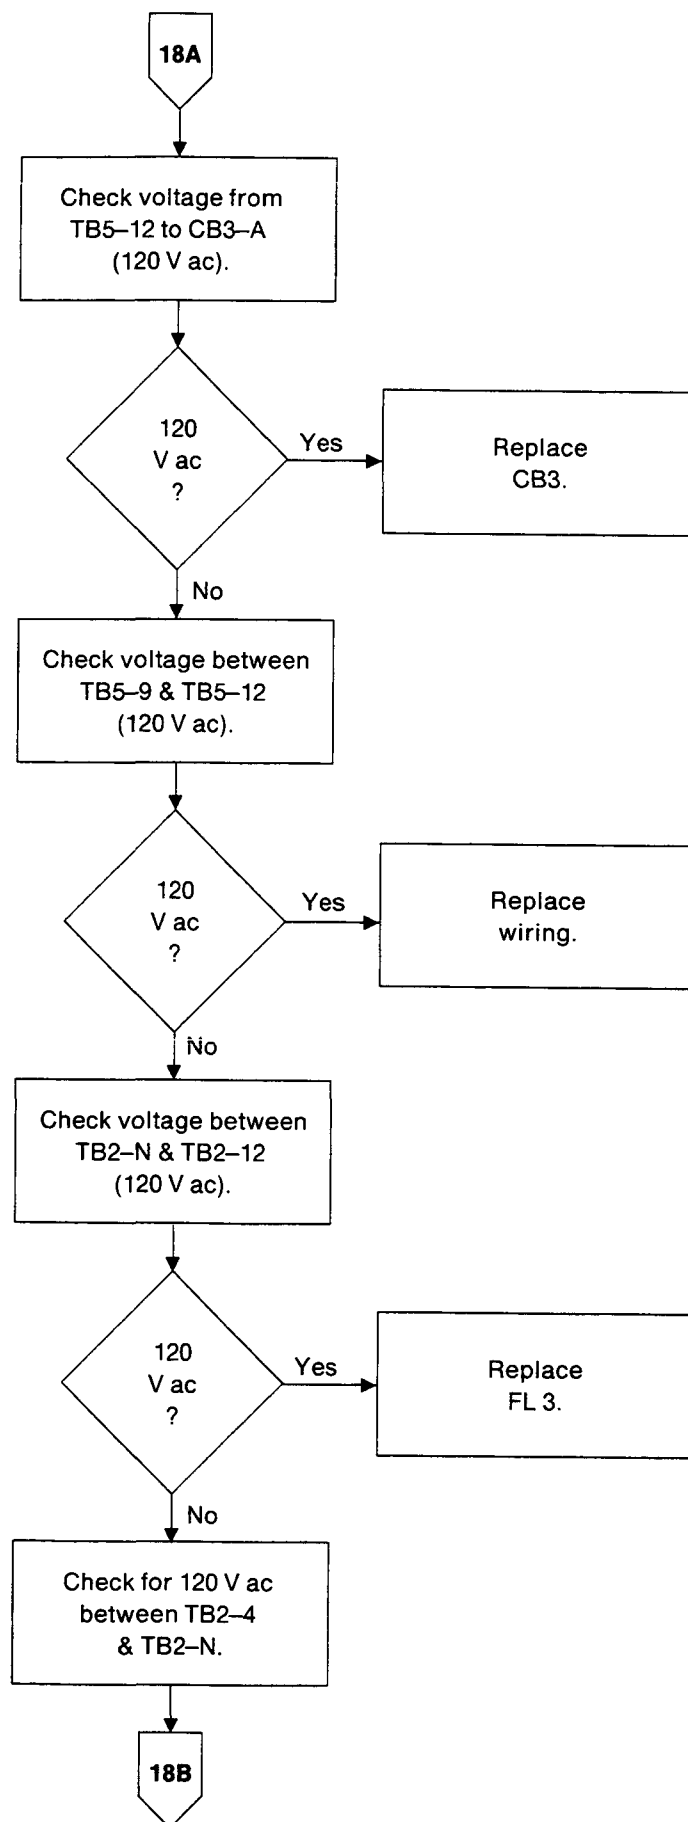 18A
Check voltage from
TB5–12 to CB3–A
(120 V ac).
120
V ac
?
Yes
Replace
CB3.
No
Check voltage between
TB5–9 & TB5–12
(120 V ac).
120
V ac
?
Yes
Replace
wiring.
No
Check voltage between
TB2–N & TB2–12
(120 V ac).
120
V ac
?
Yes
Replace
FL 3.
No
Check for 120 V ac
between TB2–4
& TB2–N.
18B